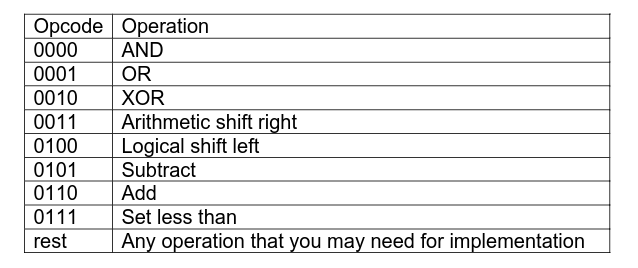 Opcode Operation
0000 AND
0001 OR
0010 XOR
0011 Arithmetic shift right
0100 Logical shift left
0101 Subtract
0110 Add
0111 Set less than
rest Any operation that you may need for implementation